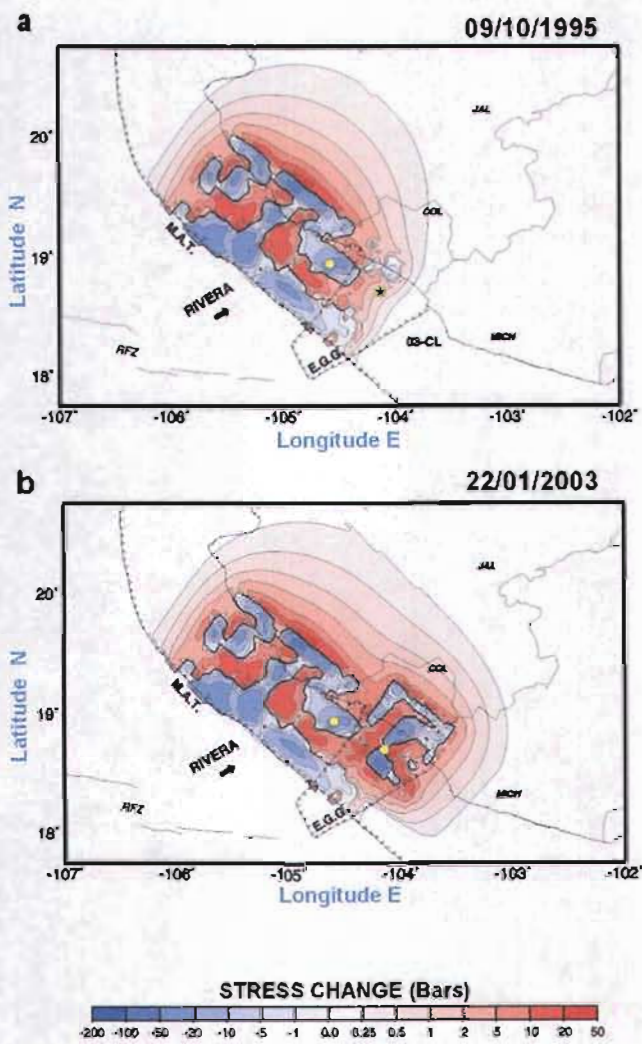 a
09/10/1995
JAL
COL
M.A.T.
RIVERA
03-CL
MICH
RFZ
E.G.G.
20°
19°
18°
Latitude N
-107° -106° -105° -104° -103° -102°
Longitude E
b
22/01/2003
JAL
COL
M.A.T.
RIVERA
MICH
RFZ
E.G.G.
20°
19°
18°
Latitude N
-107° -106° -105° -104° -103° -102°
Longitude E
STRESS CHANGE (Bars)
-200 -100 -50 -20 -10 -5 -1 0.0 0.25 0.5 1 2 5 10 20 50